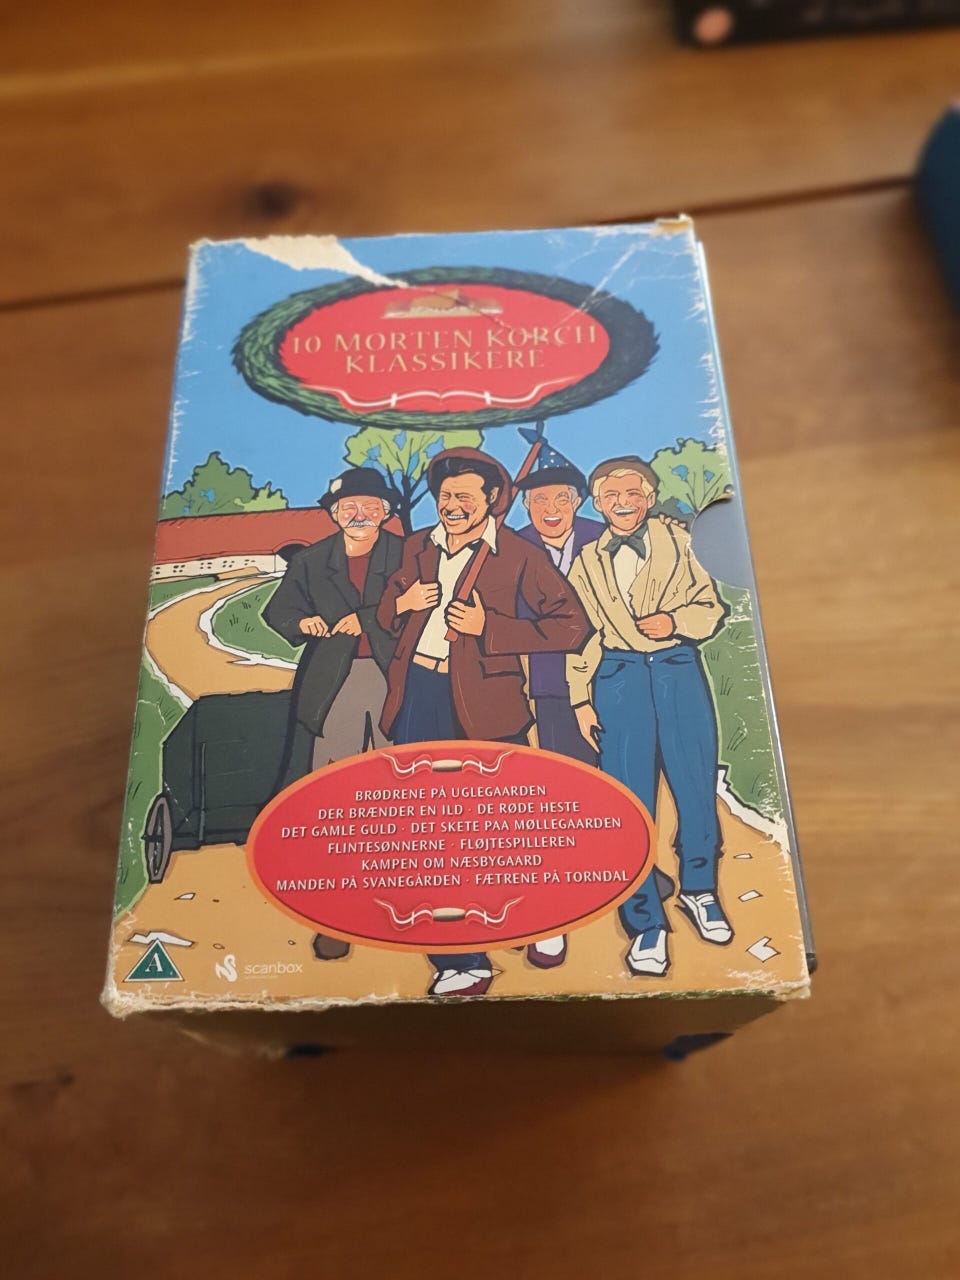 10 MORTEN KORCH
KLASSIKERE
BRØDRENE PÅ UGLEGAARDEN
DER BRÆNDER EN ILD · DE RØDE HESTE
DET GAMLE GULD · DET SKETE PAA MØLLEGAARDEN
FLINTESØNNERNE · FLØJTESPILLEREN
KAMPEN OM NÆSBYGAARD
MANDEN PÅ SVANEGÅRDEN · FÆTRENE PÅ TORNDAL
A
scanbox